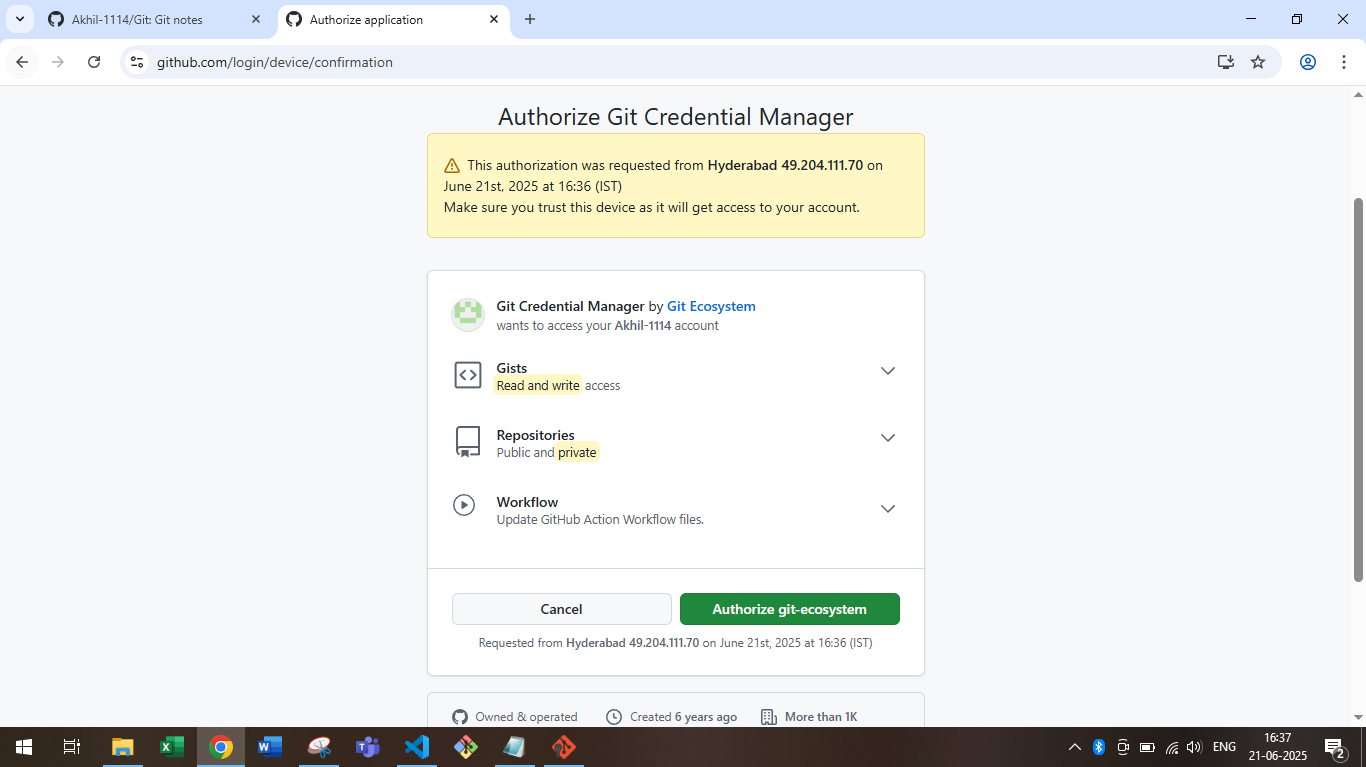 Akhil-1114/Git: Git notes
Authorize application
github.com/login/device/confirmation
Authorize Git Credential Manager
This authorization was requested from Hyderabad 49.204.111.70 on
June 21st, 2025 at 16:36 (IST)
Make sure you trust this device as it will get access to your account.
Git Credential Manager by Git Ecosystem
wants to access your Akhil-1114 account
Gists
Read and write access
Repositories
Public and private
Workflow
Update GitHub Action Workflow files.
Cancel
Authorize git-ecosystem
Requested from Hyderabad 49.204.111.70 on June 21st, 2025 at 16:36 (IST)
Owned & operated
Created 6 years ago
More than 1K
ENG
16:37
21-06-2025
2